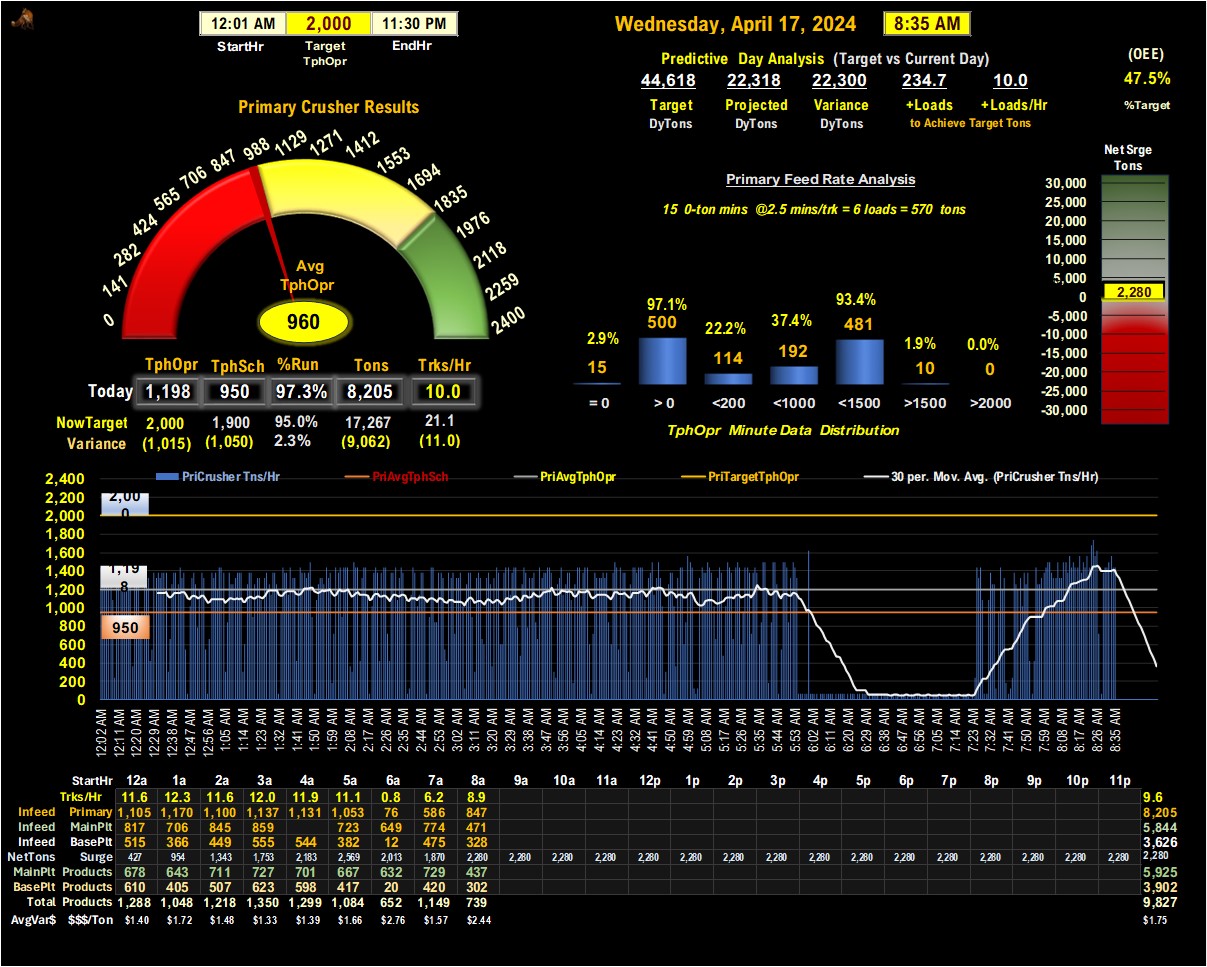 12:01 AM 2,000 11:30 PM
StartHr Target TphOpr EndHr
Wednesday, April 17, 2024 8:35 AM
Predictive Day Analysis (Target vs Current Day)
44,618 22,318 22,300 234.7 10.0
Target Projected Variance +Loads +Loads/Hr
DyTons DyTons DyTons to Achieve Target Tons
(OEE)
47.5%
%Target
Primary Crusher Results
0 141 282 424 565 706 847 988 1129 1271 1412 1553 1694 1835 1976 2118 2259 2400
Avg
TphOpr
960
TphOpr TphSch %Run Tons Trks/Hr
Today 1,198 950 97.3% 8,205 10.0
NowTarget 2,000 1,900 95.0% 17,267 21.1
Variance (1,015) (1,050) 2.3% (9,062) (11.0)
Primary Feed Rate Analysis
15 0-ton mins @2.5 mins/trk = 6 loads = 570 tons
2.9% 97.1% 22.2% 37.4% 93.4% 1.9% 0.0%
15 500 114 192 481 10 0
= 0 > 0 <200 <1000 <1500 >1500 >2000
TphOpr Minute Data Distribution
Net Srge
Tons
30,000
25,000
20,000
15,000
10,000
5,000
0
2,280
-5,000
-10,000
-15,000
-20,000
-25,000
-30,000
PriCrusher Tns/Hr PriAvgTphSch PriAvgTphOpr PriTargetTphOpr 30 per. Mov. Avg. (PriCrusher Tns/Hr)
2,400
2,200
2,000
1,800
1,600
1,400
1,200
1,000
800
600
400
200
0
2,00
0
1,19
8
950
12:02 AM 12:11 AM 12:20 AM 12:29 AM 12:38 AM 12:47 AM 12:56 AM 1:05 AM 1:14 AM 1:23 AM 1:32 AM 1:41 AM 1:50 AM 1:59 AM 2:08 AM 2:17 AM 2:26 AM 2:35 AM 2:44 AM 2:53 AM 3:02 AM 3:11 AM 3:20 AM 3:29 AM 3:38 AM 3:47 AM 3:56 AM 4:05 AM 4:14 AM 4:23 AM 4:32 AM 4:41 AM 4:50 AM 4:59 AM 5:08 AM 5:17 AM 5:26 AM 5:35 AM 5:44 AM 5:53 AM 6:02 AM 6:11 AM 6:20 AM 6:29 AM 6:38 AM 6:47 AM 6:56 AM 7:05 AM 7:14 AM 7:23 AM 7:32 AM 7:41 AM 7:50 AM 7:59 AM 8:08 AM 8:17 AM 8:26 AM 8:35 AM
StartHr 12a 1a 2a 3a 4a 5a 6a 7a 8a 9a 10a 11a 12p 1p 2p 3p 4p 5p 6p 7p 8p 9p 10p 11p
Trks/Hr 11.6 12.3 11.6 12.0 11.9 11.1 0.8 6.2 8.9 9.6
Infeed Primary 1,105 1,170 1,100 1,137 1,131 1,053 76 586 847 8,205
Infeed MainPlt 817 706 845 859 723 649 774 471 5,844
Infeed BasePlt 515 366 449 555 544 382 12 475 328 3,626
NetTons Surge 427 954 1,343 1,753 2,183 2,569 2,013 1,870 2,280 2,280 2,280 2,280 2,280 2,280 2,280 2,280 2,280 2,280 2,280 2,280 2,280 2,280 2,280 2,280 2,280
MainPlt Products 678 643 711 727 701 667 632 729 437 5,925
BasePlt Products 610 405 507 623 598 417 20 420 302 3,902
Total Products 1,288 1,048 1,218 1,350 1,299 1,084 652 1,149 739 9,827
AvgVar$ $$$/Ton $1.40 $1.72 $1.48 $1.33 $1.39 $1.66 $2.76 $1.57 $2.44 $1.75